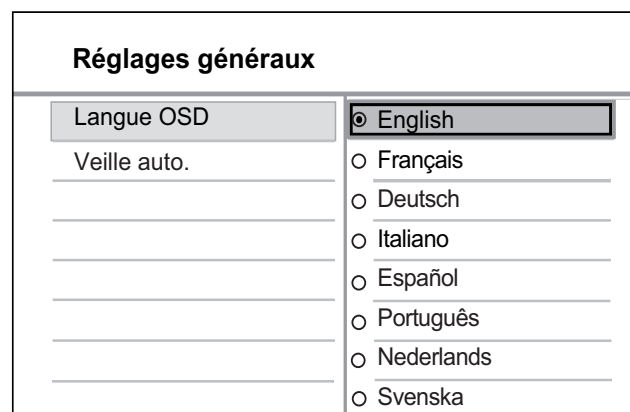 Réglages généraux
Langue OSD
Veille auto.
English
Français
Deutsch
Italiano
Español
Português
Nederlands
Svenska